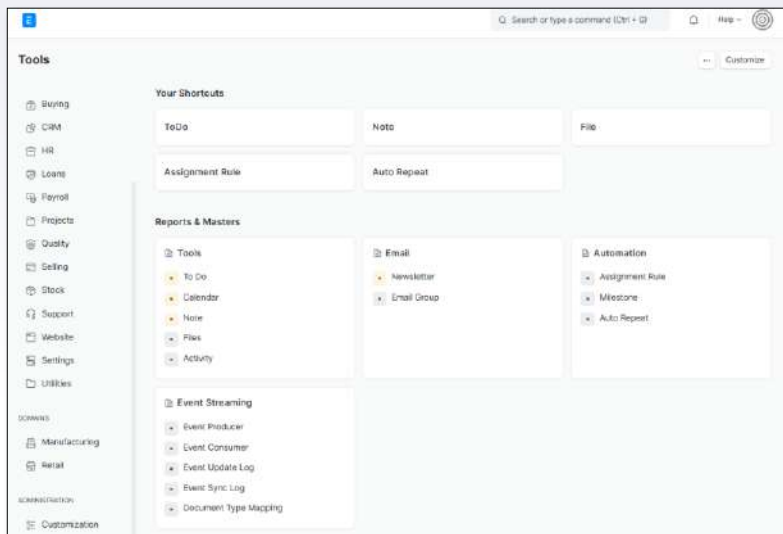 E
Search or type a command (Ctrl + G)
Help
Tools
...
Customize
Buying
CRM
HR
Loans
Payroll
Projects
Quality
Selling
Stock
Support
Website
Settings
Utilities
DOMAINS
Manufacturing
Retail
ADMINISTRATION
Customization
Your Shortcuts
ToDo
Note
File
Assignment Rule
Auto Repeat
Reports & Masters
Tools
To Do
Calendar
Note
Files
Activity
Email
Newsletter
Email Group
Automation
Assignment Rule
Milestone
Auto Repeat
Event Streaming
Event Producer
Event Consumer
Event Update Log
Event Sync Log
Document Type Mapping